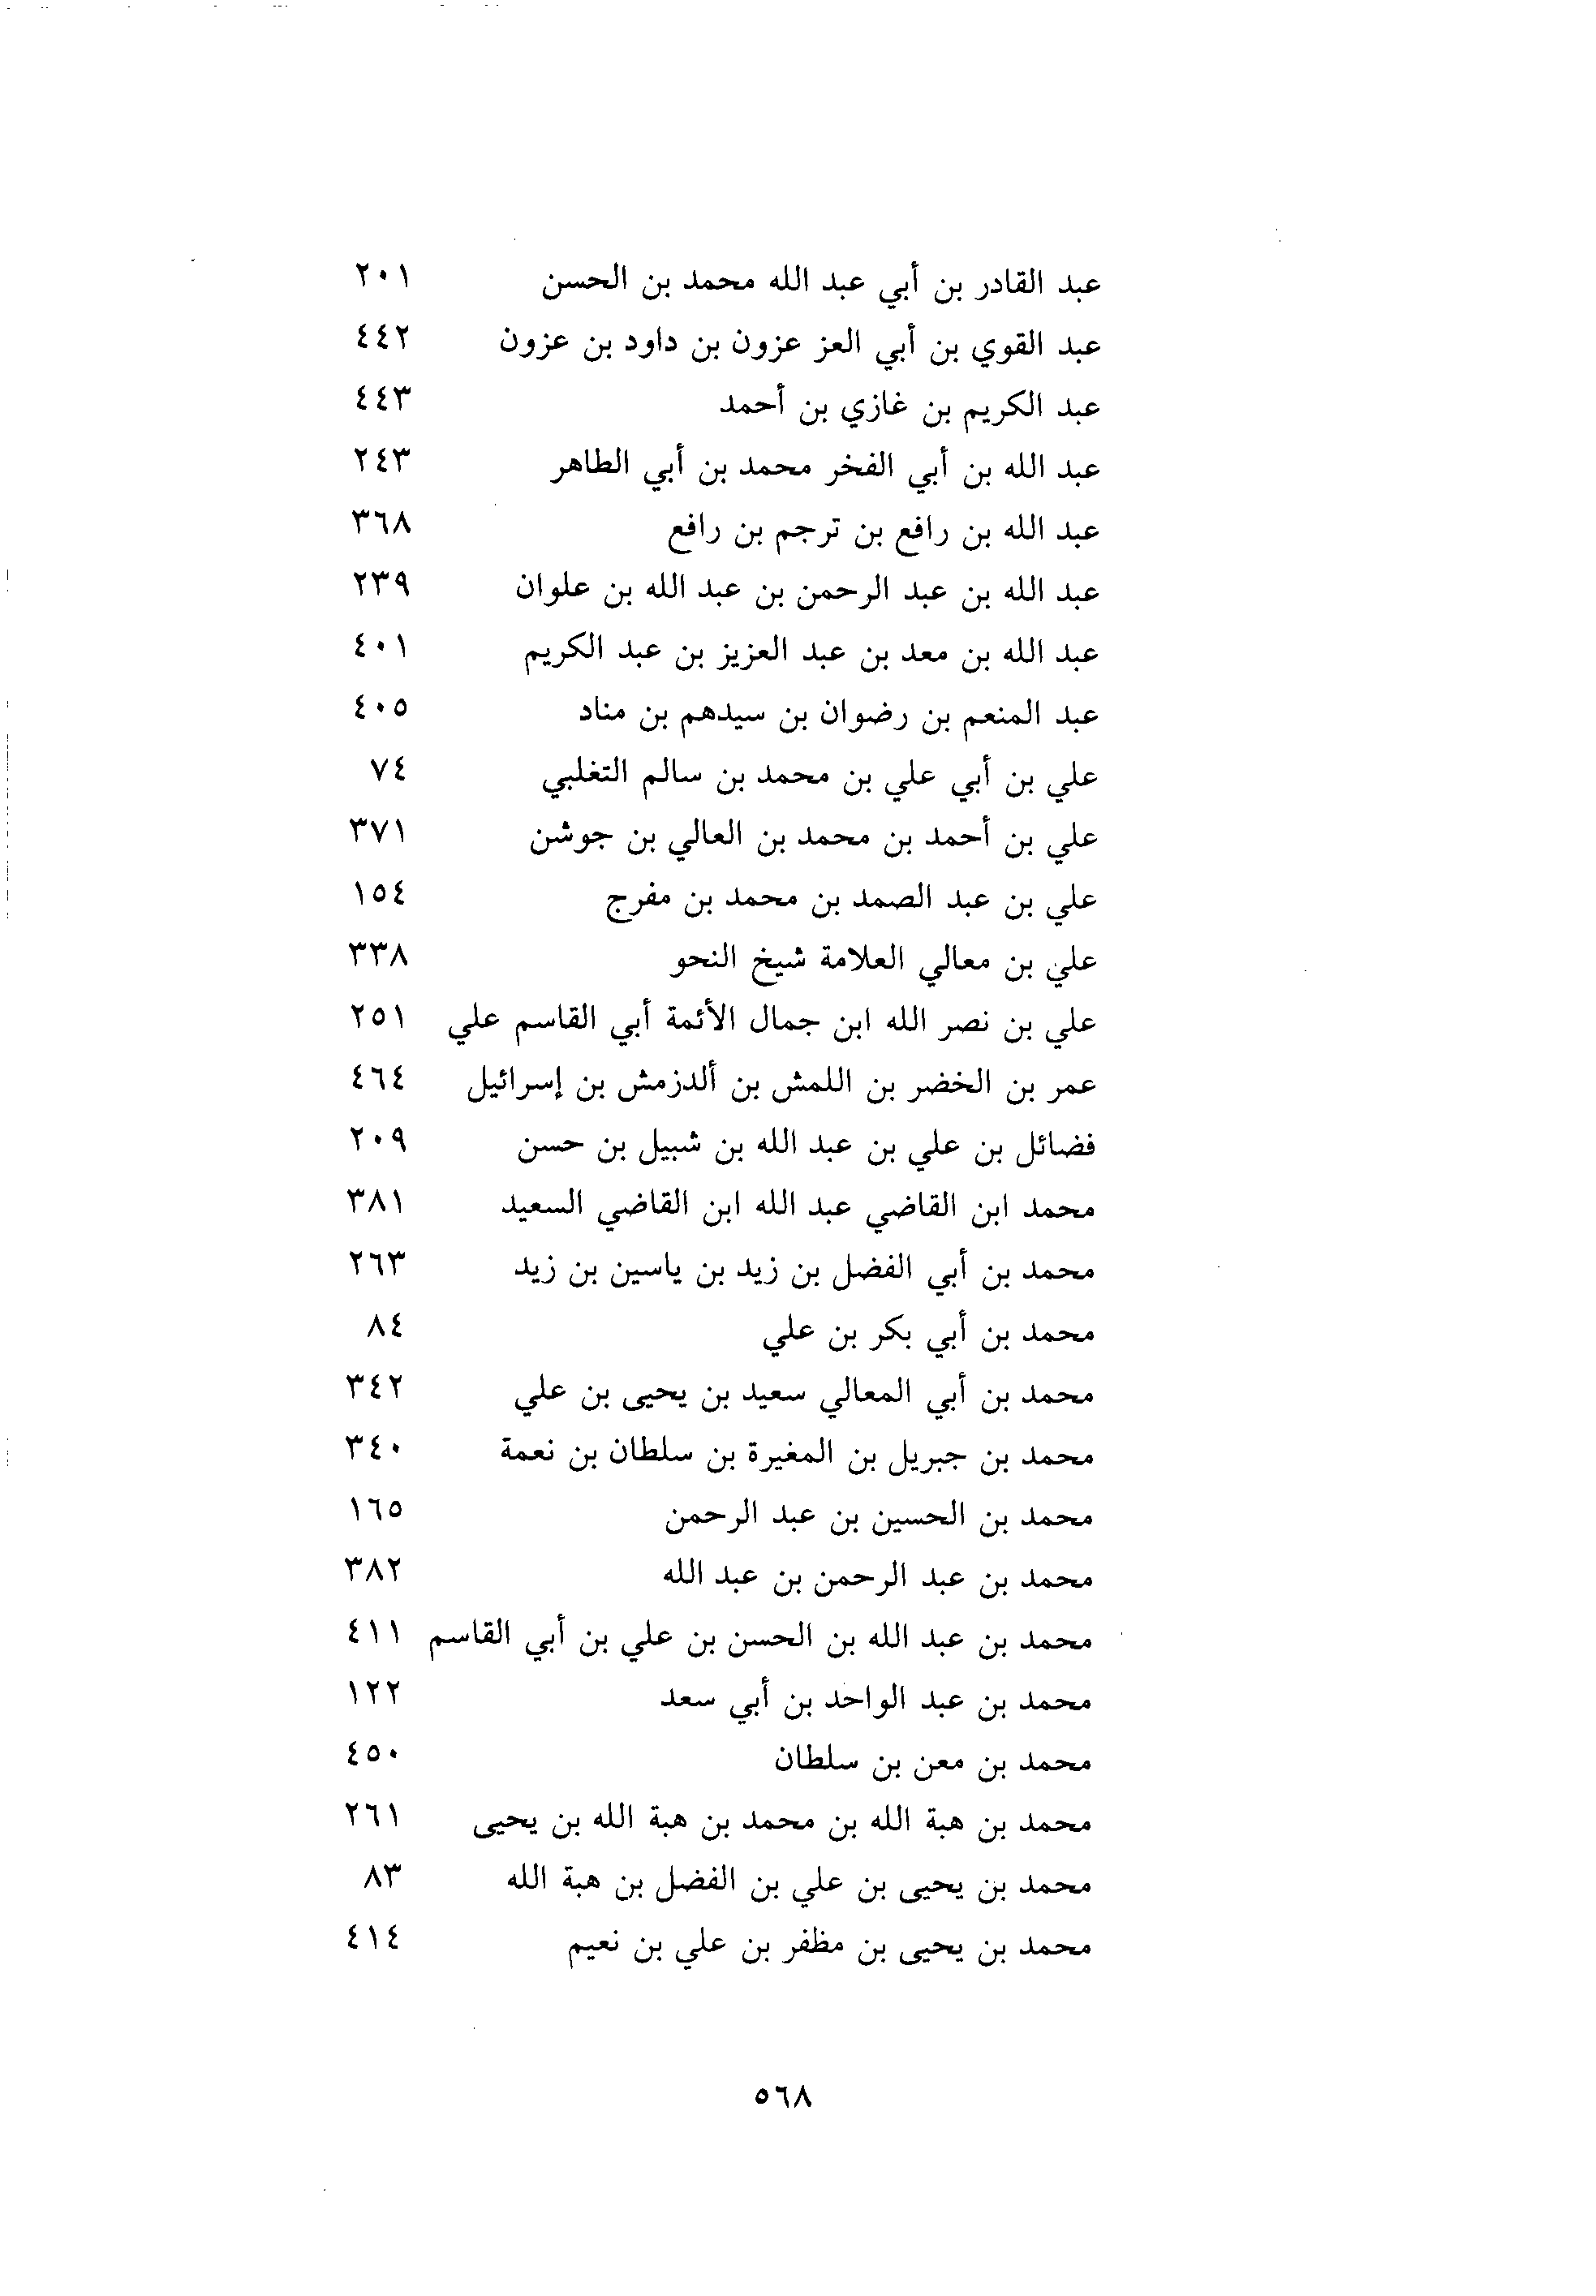 عبد القادر بن أبي عبد الله محمد بن الحسن ٢٠١
عبد القوي بن أبي العز عزون بن داود بن عزون ٤٤٢
عبد الكريم بن غازي بن أحمد ٤٤٣
عبد الله بن أبي الفخر محمد بن أبي الطاهر ٢٤٣
عبد الله بن رافع بن ترجم بن رافع ٣٦٨
عبد الله بن عبد الرحمن بن عبد الله بن علوان ٢٣٩
عبد الله بن معد بن عبد العزيز بن عبد الكريم ٤٠١
عبد المنعم بن رضوان بن سيدهم بن مناد ٤٠٥
علي بن أبي علي بن محمد بن سالم التغلبي ٧٤
علي بن أحمد بن محمد بن العالي بن جوشن ٣٧١
علي بن عبد الصمد بن محمد بن مفرج ١٥٤
علي بن معالي العلامة شيخ النحو ٣٣٨
علي بن نصر الله ابن جمال الأئمة أبي القاسم علي ٢٥١
عمر بن الخضر بن اللمش بن ألدزمش بن إسرائيل ٤٦٤
فضائل بن علي بن عبد الله بن شبيل بن حسن ٢٠٩
محمد ابن القاضي عبد الله ابن القاضي السعيد ٣٨١
محمد بن أبي الفضل بن زيد بن ياسين بن زيد ٢٦٣
محمد بن أبي بكر بن علي ٨٤
محمد بن أبي المعالي سعيد بن يحيى بن علي ٣٤٢
محمد بن جبريل بن المغيرة بن سلطان بن نعمة ٣٤٠
محمد بن الحسين بن عبد الرحمن ١٦٥
محمد بن عبد الرحمن بن عبد الله ٣٨٢
محمد بن عبد الله بن الحسن بن علي بن أبي القاسم ٤١١
محمد بن عبد الواحد بن أبي سعد ١٢٢
محمد بن معن بن سلطان ٤٥٠
محمد بن هبة الله بن محمد بن هبة الله بن يحيى ٢٦١
محمد بن يحيى بن علي بن الفضل بن هبة الله ٨٣
محمد بن يحيى بن مظفر بن علي بن نعيم ٤١٤
٥٦٨